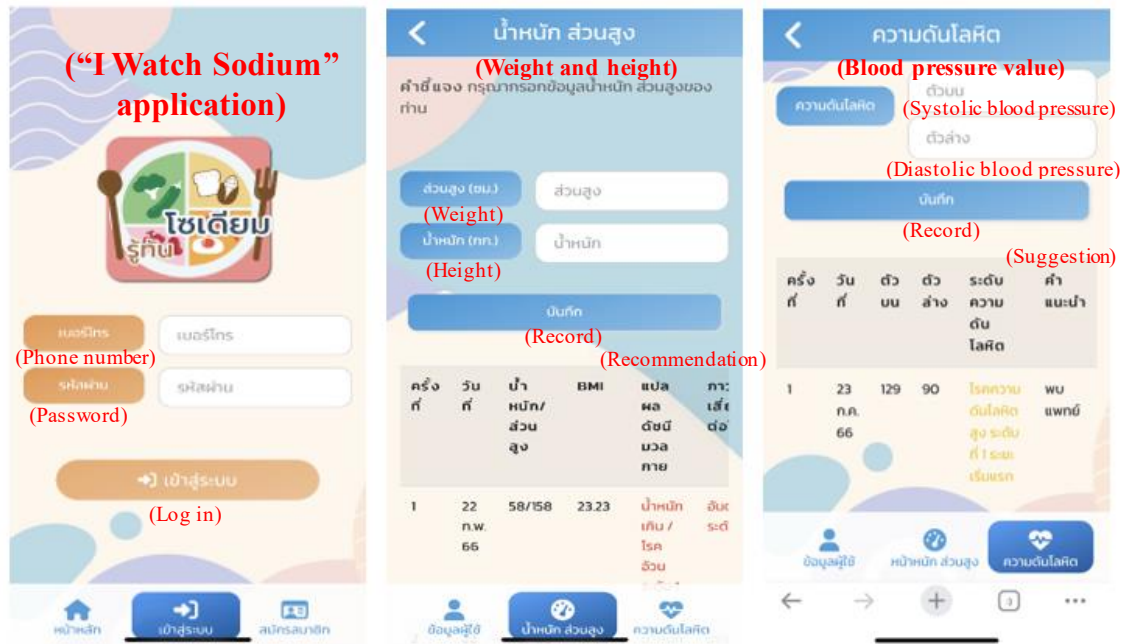 (“I Watch Sodium”
application)
โซเดียม
รู้ทัน
เบอร์โทร
เบอร์โทร
(Phone number)
รหัสผ่าน
รหัสผ่าน
(Password)
เข้าสู่ระบบ
(Log in)
หน้าหลัก
เข้าสู่ระบบ
สมัครสมาชิก
น้ำหนัก ส่วนสูง
(Weight and height)
คำชี้แจง กรุณากรอกข้อมูลน้ำหนัก ส่วนสูงของ
ท่าน
ส่วนสูง (ซม.)
ส่วนสูง
(Weight)
น้ำหนัก (กก.)
น้ำหนัก
(Height)
บันทึก
(Record)
(Recommendation)
ครั้ง
ที่
วัน
ที่
น้ำ
หนัก/
ส่วน
สูง
BMI
แปล
ผล
ดัชนี
มวล
กาย
ภาว
เสี่ย
ต่อ
1
22
ก.พ.
66
58/158
23.23
น้ำหนัก
เกิน /
โรค
อ้วน
อันต
ระดั
ข้อมูลผู้ใช้
น้ำหนัก ส่วนสูง
ความดันโลหิต
ความดันโลหิต
(Blood pressure value)
ความดันโลหิต
ตัวบน
(Systolic blood pressure)
ตัวล่าง
(Diastolic blood pressure)
บันทึก
(Record)
(Suggestion)
ครั้ง
ที่
วัน
ที่
ตัว
บน
ตัว
ล่าง
ระดับ
ความ
ดัน
โลหิต
คำ
แนะนำ
1
23
ก.ค.
66
129
90
โรคความ
ดันโลหิต
สูง ระดับ
ที่ 1 ระยะ
เริ่มแรก
พบ
แพทย์
ข้อมูลผู้ใช้
หน้าหนัก ส่วนสูง
ความดันโลหิต
3